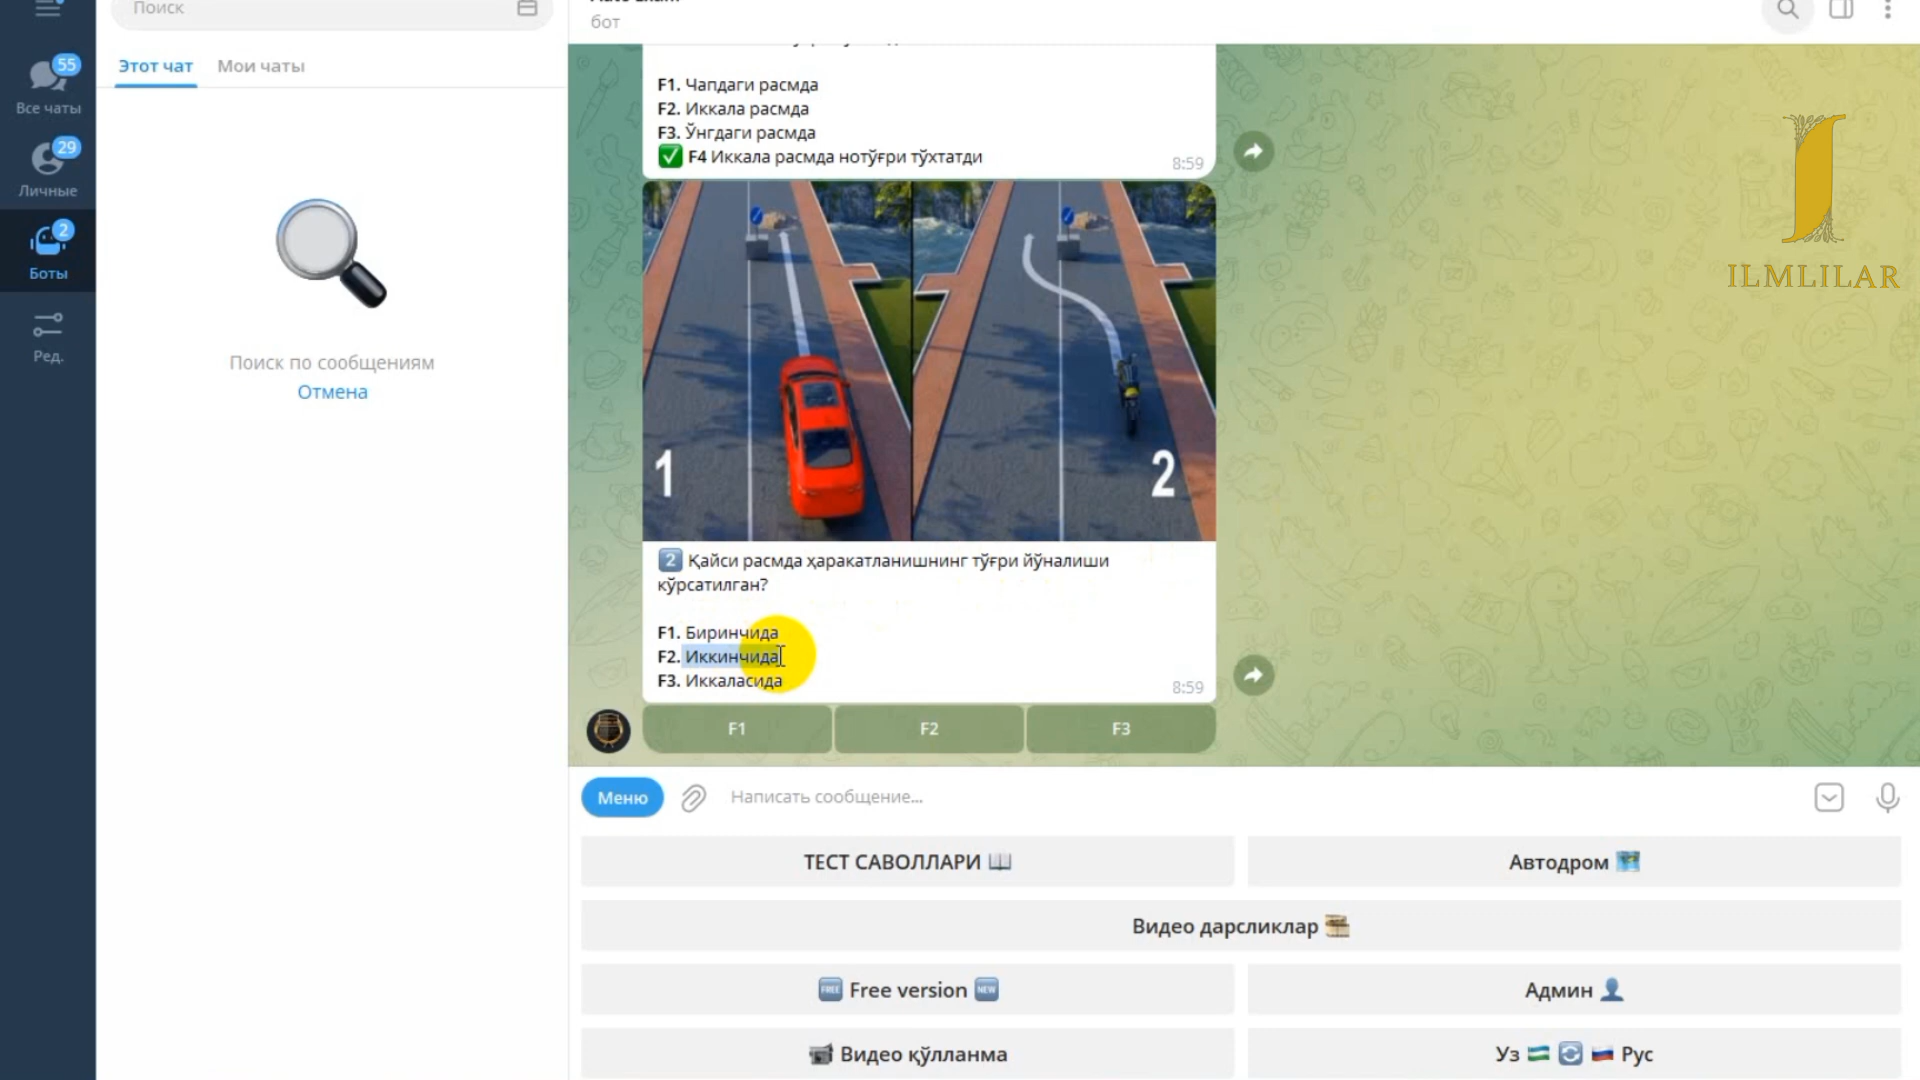 Поиск
бот
Этот чат
Мои чаты
55
Все чаты
29
Личные
2
Боты
Ред.
Поиск по сообщениям
Отмена
F1. Чапдаги расмда
F2. Иккала расмда
F3. Ўнгдаги расмда
F4 Иккала расмда нотўғри тўхтатди
8:59
1
2
2 Қайси расмда ҳаракатланишнинг тўғри йўналиши
кўрсатилган?
F1. Биринчида
F2. Иккинчида
F3. Иккаласида
8:59
F1
F2
F3
ILMLILAR
Меню
Написать сообщение...
ТЕСТ САВОЛЛАРИ
Автодром
Видео дарсликлар
FREE Free version NEW
Админ
Видео қўлланма
Уз Рус